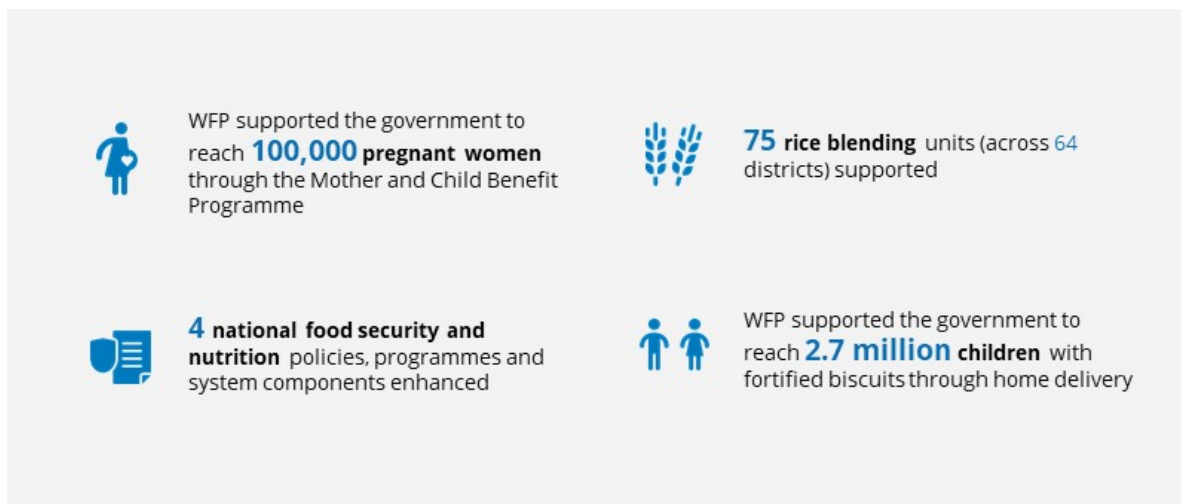 WFP supported the government to
reach 100,000 pregnant women
through the Mother and Child Benefit
Programme
75 rice blending units (across 64
districts) supported
4 national food security and
nutrition policies, programmes and
system components enhanced
WFP supported the government to
reach 2.7 million children with
fortified biscuits through home delivery